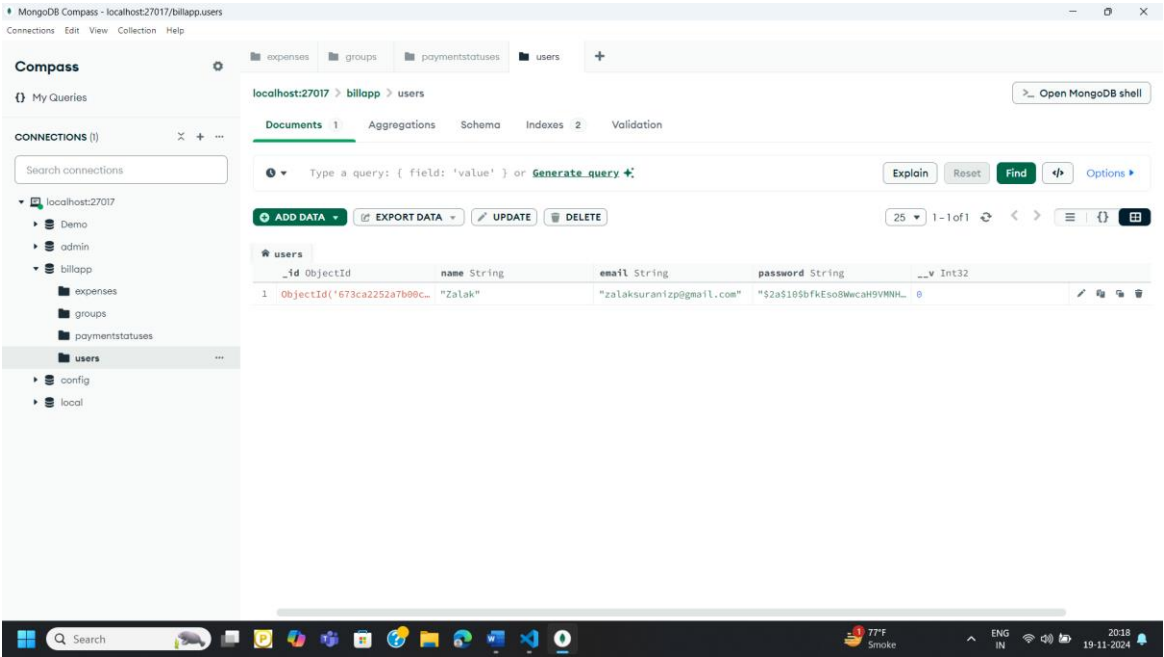 MongoDB Compass - localhost:27017/billapp.users
Connections Edit View Collection Help
Compass
{} My Queries
CONNECTIONS (1)
Search connections
localhost:27017
Demo
admin
billapp
expenses
groups
paymentstatuses
users
config
local
expenses groups paymentstatuses users
localhost:27017 > billapp > users
>_ Open MongoDB shell
Documents 1 Aggregations Schema Indexes 2 Validation
Type a query: { field: 'value' } or Generate query
Explain Reset Find </> Options
ADD DATA EXPORT DATA UPDATE DELETE
25 1 - 1 of 1 {}
users
_id ObjectId name String email String password String __v Int32
1 ObjectId('673ca2252a7b00c… "Zalak" "zalaksuranizp@gmail.com" "$2a$10$bfkEso8WwcaH9VMNH… 0
Search
1 77°F
Smoke
ENG
IN
20:18
19-11-2024